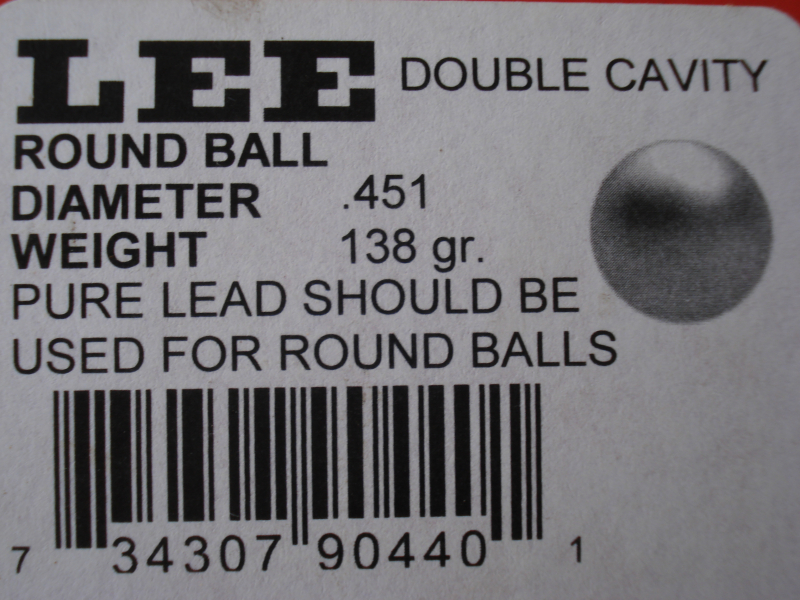 LEE DOUBLE CAVITY
ROUND BALL
DIAMETER .451
WEIGHT 138 gr.
PURE LEAD SHOULD BE
USED FOR ROUND BALLS
7 34307 90440 1